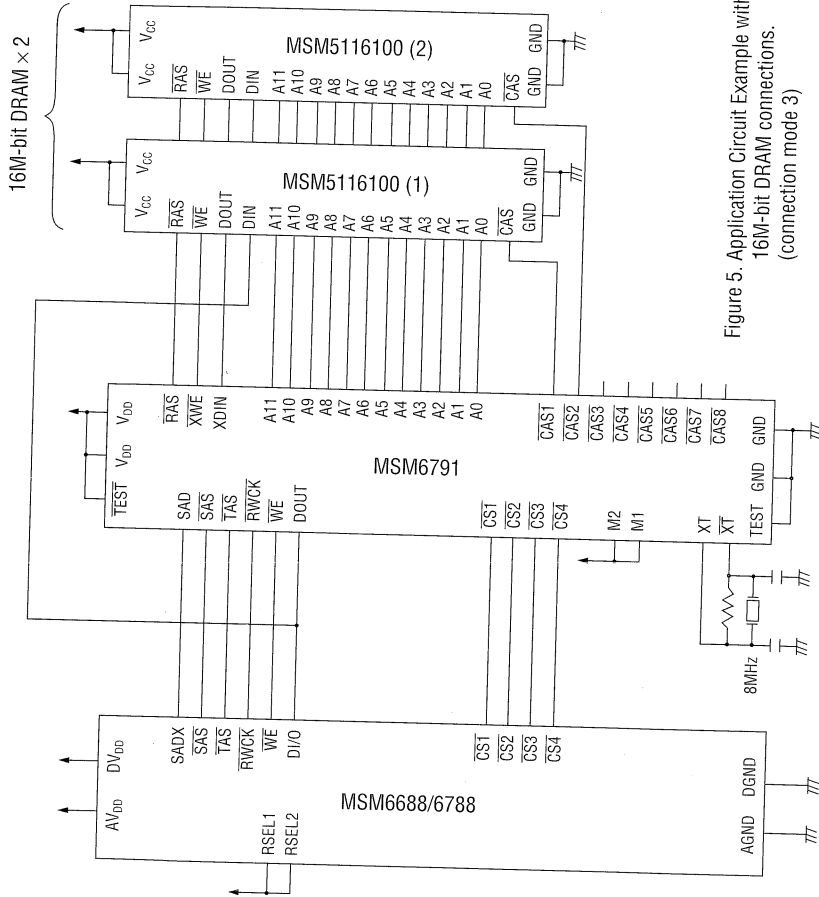 16M-bit DRAM × 2
MSM5116100 (2)
VCC
VCC
RAS
WE
DOUT
DIN
A11
A10
A9
A8
A7
A6
A5
A4
A3
A2
A1
A0
CAS
GND
GND
MSM5116100 (1)
VCC
VCC
RAS
WE
DOUT
DIN
A11
A10
A9
A8
A7
A6
A5
A4
A3
A2
A1
A0
CAS
GND
GND
MSM6791
TEST
VDD
VDD
RAS
XWE
XDIN
A11
A10
A9
A8
A7
A6
A5
A4
A3
A2
A1
A0
CAS1
CAS2
CAS3
CAS4
CAS5
CAS6
CAS7
CAS8
SAD
SAS
TAS
RWCK
WE
DOUT
CS1
CS2
CS3
CS4
M2
M1
XT
XT
TEST
GND
GND
8MHz
MSM6688/6788
AVDD
DVDD
SADX
SAS
TAS
RWCK
WE
DI/O
CS1
CS2
CS3
CS4
RSEL1
RSEL2
AGND
DGND
Figure 5. Application Circuit Example with
16M-bit DRAM connections.
(connection mode 3)